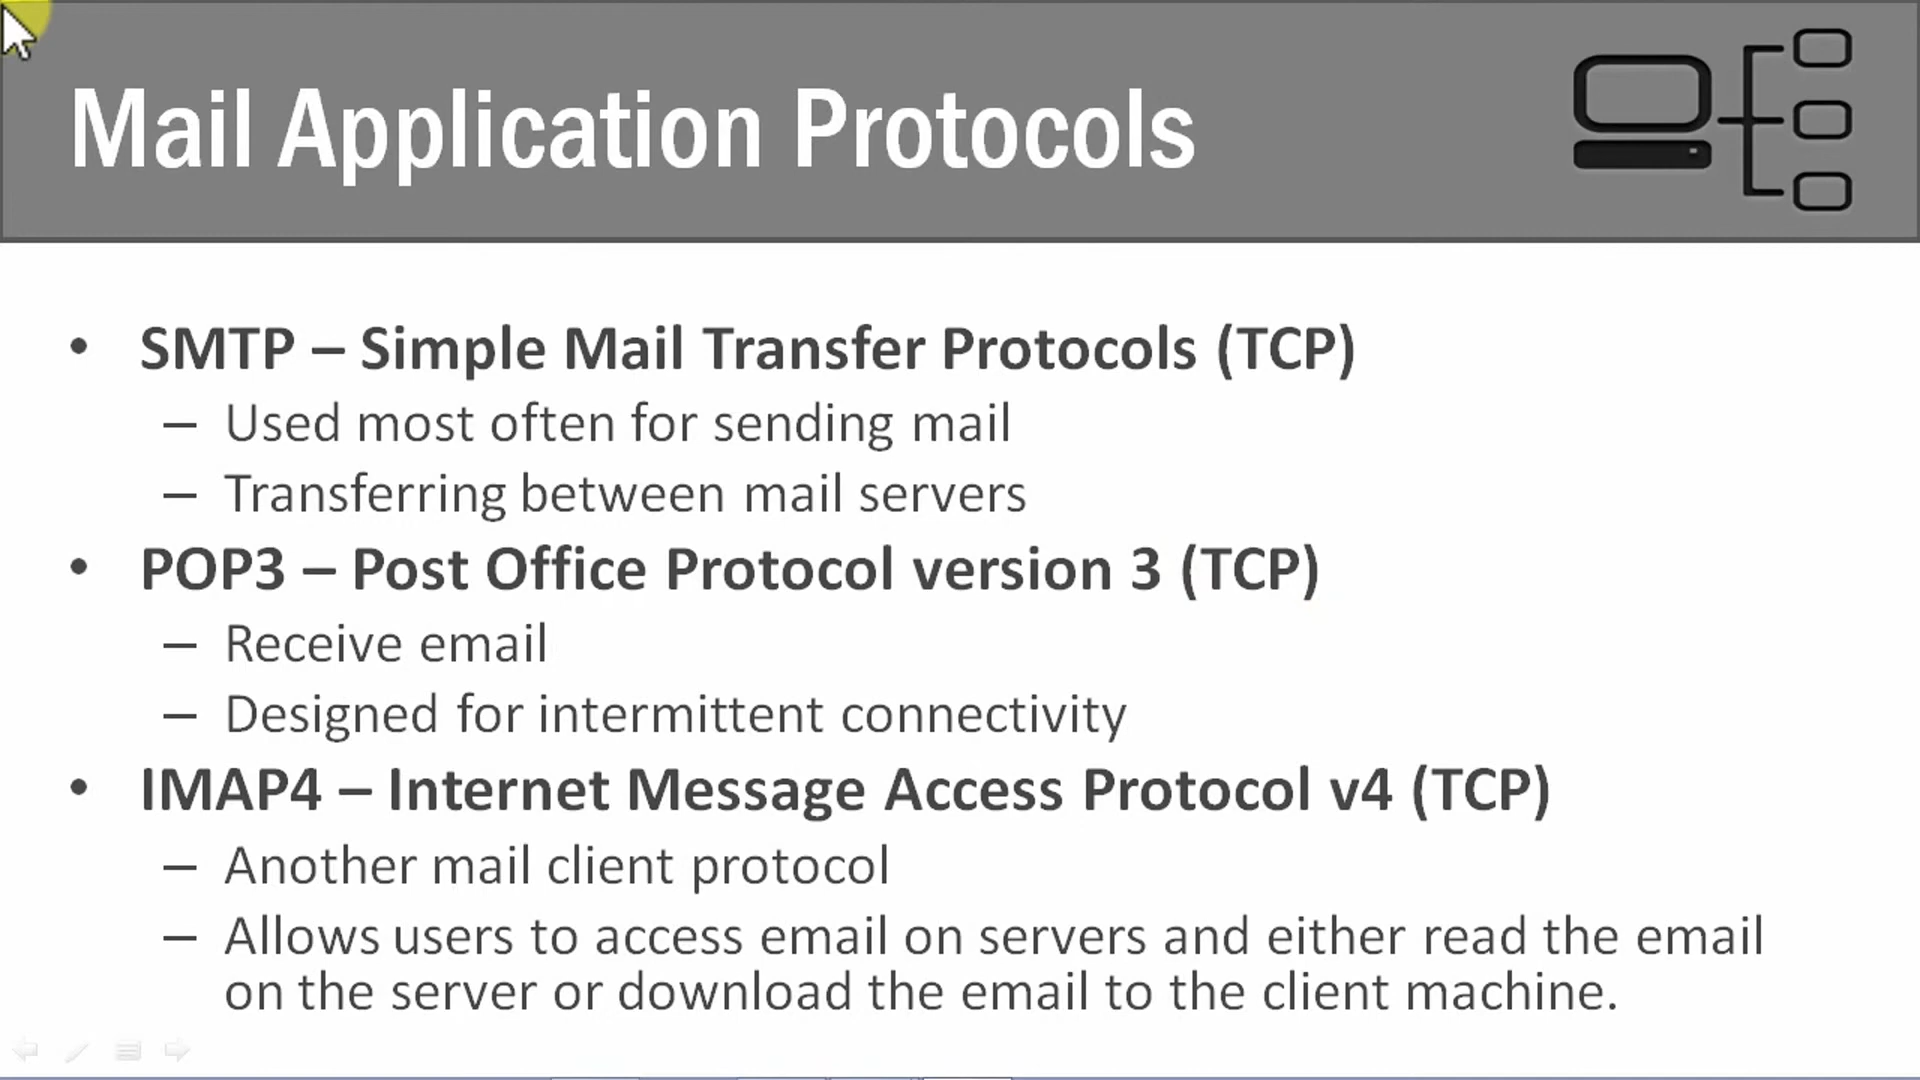 Mail Application Protocols
• SMTP – Simple Mail Transfer Protocols (TCP)
– Used most often for sending mail
– Transferring between mail servers
• POP3 – Post Office Protocol version 3 (TCP)
– Receive email
– Designed for intermittent connectivity
• IMAP4 – Internet Message Access Protocol v4 (TCP)
– Another mail client protocol
– Allows users to access email on servers and either read the email
on the server or download the email to the client machine.